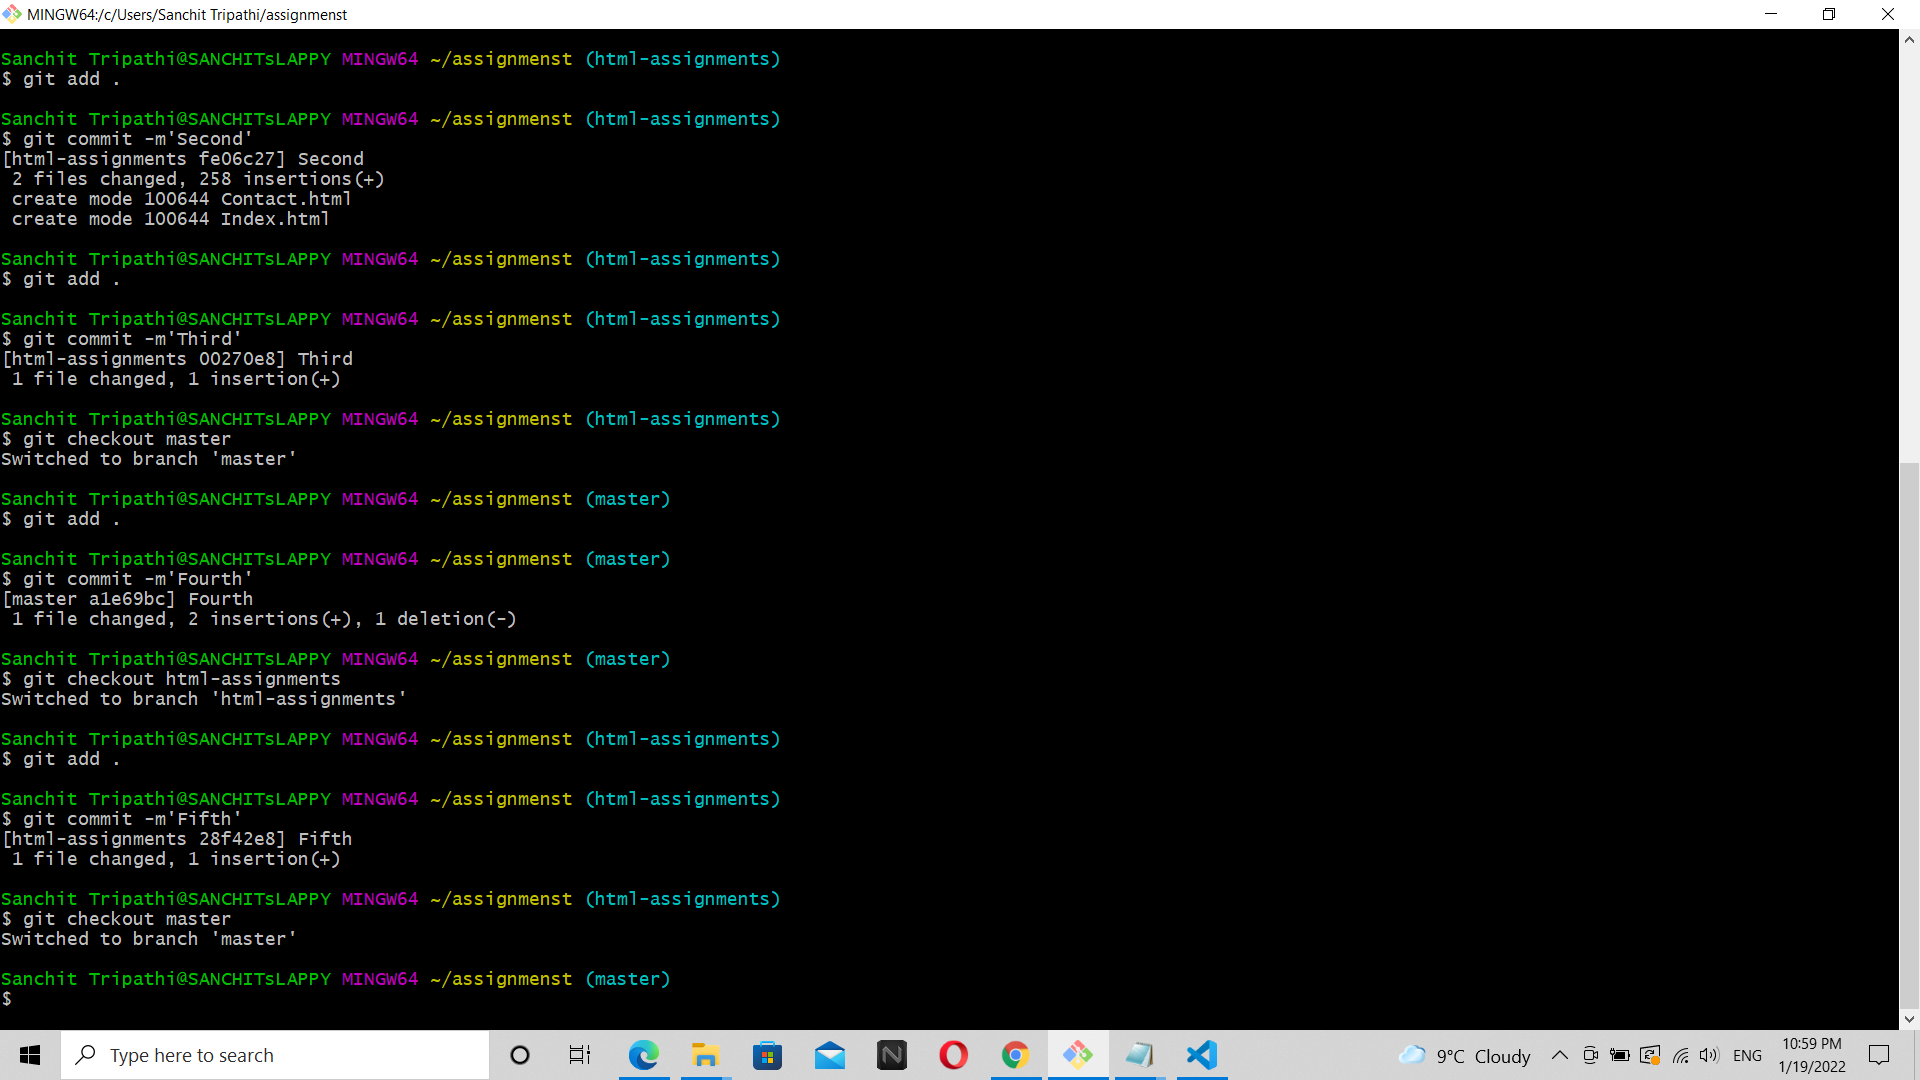 MINGW64:/c/Users/Sanchit Tripathi/assignmenst
Sanchit Tripathi@SANCHITsLAPPY MINGW64 ~/assignmenst (html-assignments)
$ git add .
Sanchit Tripathi@SANCHITsLAPPY MINGW64 ~/assignmenst (html-assignments)
$ git commit -m'Second'
[html-assignments fe06c27] Second
2 files changed, 258 insertions(+)
create mode 100644 Contact.html
create mode 100644 Index.html
Sanchit Tripathi@SANCHITsLAPPY MINGW64 ~/assignmenst (html-assignments)
$ git add .
Sanchit Tripathi@SANCHITsLAPPY MINGW64 ~/assignmenst (html-assignments)
$ git commit -m'Third'
[html-assignments 00270e8] Third
1 file changed, 1 insertion(+)
Sanchit Tripathi@SANCHITsLAPPY MINGW64 ~/assignmenst (html-assignments)
$ git checkout master
Switched to branch 'master'
Sanchit Tripathi@SANCHITsLAPPY MINGW64 ~/assignmenst (master)
$ git add .
Sanchit Tripathi@SANCHITsLAPPY MINGW64 ~/assignmenst (master)
$ git commit -m'Fourth'
[master a1e69bc] Fourth
1 file changed, 2 insertions(+), 1 deletion(-)
Sanchit Tripathi@SANCHITsLAPPY MINGW64 ~/assignmenst (master)
$ git checkout html-assignments
Switched to branch 'html-assignments'
Sanchit Tripathi@SANCHITsLAPPY MINGW64 ~/assignmenst (html-assignments)
$ git add .
Sanchit Tripathi@SANCHITsLAPPY MINGW64 ~/assignmenst (html-assignments)
$ git commit -m'Fifth'
[html-assignments 28f42e8] Fifth
1 file changed, 1 insertion(+)
Sanchit Tripathi@SANCHITsLAPPY MINGW64 ~/assignmenst (html-assignments)
$ git checkout master
Switched to branch 'master'
Sanchit Tripathi@SANCHITsLAPPY MINGW64 ~/assignmenst (master)
$
Type here to search
9°C Cloudy
ENG
10:59 PM
1/19/2022